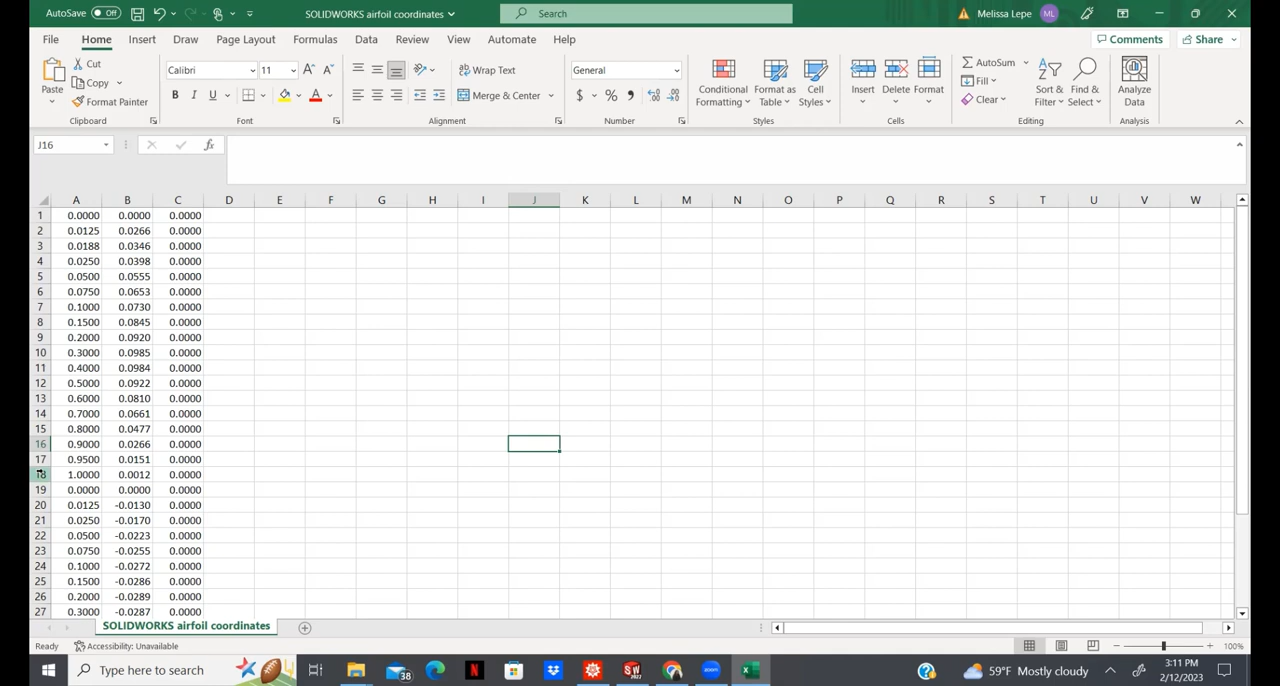 AutoSave Off SOLIDWORKS airfoil coordinates Search Melissa Lepe ML
File Home Insert Draw Page Layout Formulas Data Review View Automate Help Comments Share
Paste Cut Copy Format Painter Clipboard
Calibri 11 B I U A Font
Wrap Text Merge & Center Alignment
General $ % Number
Conditional Formatting Format as Table Cell Styles Styles
Insert Delete Format Cells
AutoSum Fill Clear Sort & Filter Find & Select Editing
Analyze Data Analysis
J16 fx
A B C D E F G H I J K L M N O P Q R S T U V W
1 0.0000 0.0000 0.0000
2 0.0125 0.0266 0.0000
3 0.0188 0.0346 0.0000
4 0.0250 0.0398 0.0000
5 0.0500 0.0555 0.0000
6 0.0750 0.0653 0.0000
7 0.1000 0.0730 0.0000
8 0.1500 0.0845 0.0000
9 0.2000 0.0920 0.0000
10 0.3000 0.0985 0.0000
11 0.4000 0.0984 0.0000
12 0.5000 0.0922 0.0000
13 0.6000 0.0810 0.0000
14 0.7000 0.0661 0.0000
15 0.8000 0.0477 0.0000
16 0.9000 0.0266 0.0000
17 0.9500 0.0151 0.0000
18 1.0000 0.0012 0.0000
19 0.0000 0.0000 0.0000
20 0.0125 -0.0130 0.0000
21 0.0250 -0.0170 0.0000
22 0.0500 -0.0223 0.0000
23 0.0750 -0.0255 0.0000
24 0.1000 -0.0272 0.0000
25 0.1500 -0.0286 0.0000
26 0.2000 -0.0289 0.0000
27 0.3000 -0.0287 0.0000
SOLIDWORKS airfoil coordinates
Ready Accessibility: Unavailable 100%
Type here to search 38 59°F Mostly cloudy 3:11 PM
2/12/2023